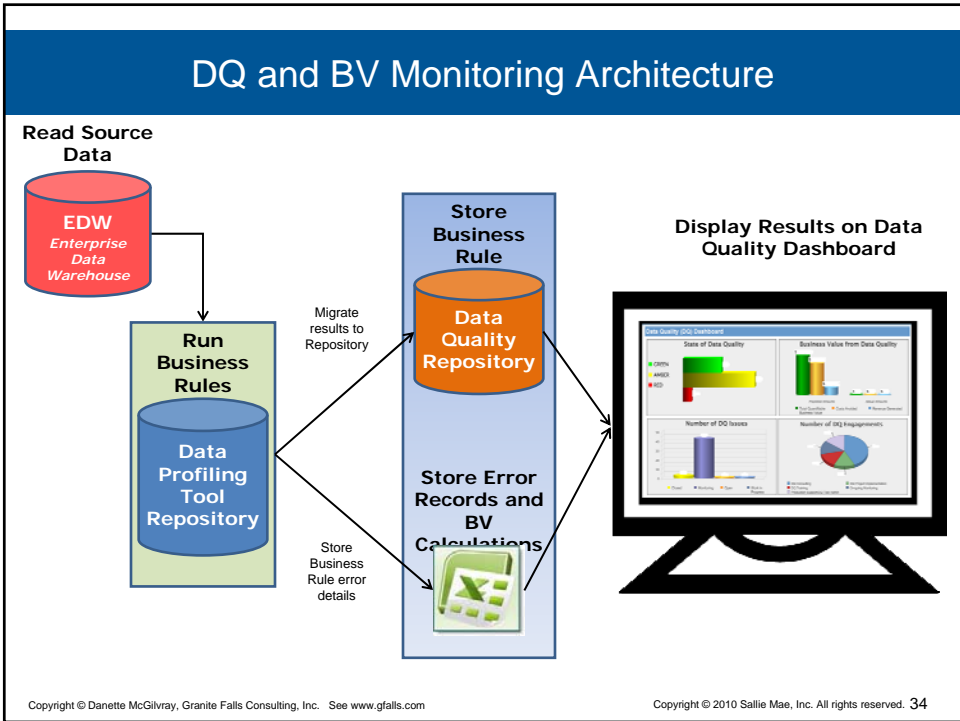 DQ and BV Monitoring Architecture
Read Source
Data
EDW
Enterprise
Data
Warehouse
Run
Business
Rules
Data
Profiling
Tool
Repository
Migrate
results to
Repository
Store
Business
Rule error
details
Store
Business
Rule
Data
Quality
Repository
Store Error
Records and
BV
Calculations
Display Results on Data
Quality Dashboard
Data Quality (DQ) Dashboard
State of Data Quality
GREEN
AMBER
RED
Business Value from Data Quality
Number of DQ Issues
Number of DQ Engagements
Copyright © Danette McGilvray, Granite Falls Consulting, Inc. See www.gfalls.com
Copyright © 2010 Sallie Mae, Inc. All rights reserved. 34